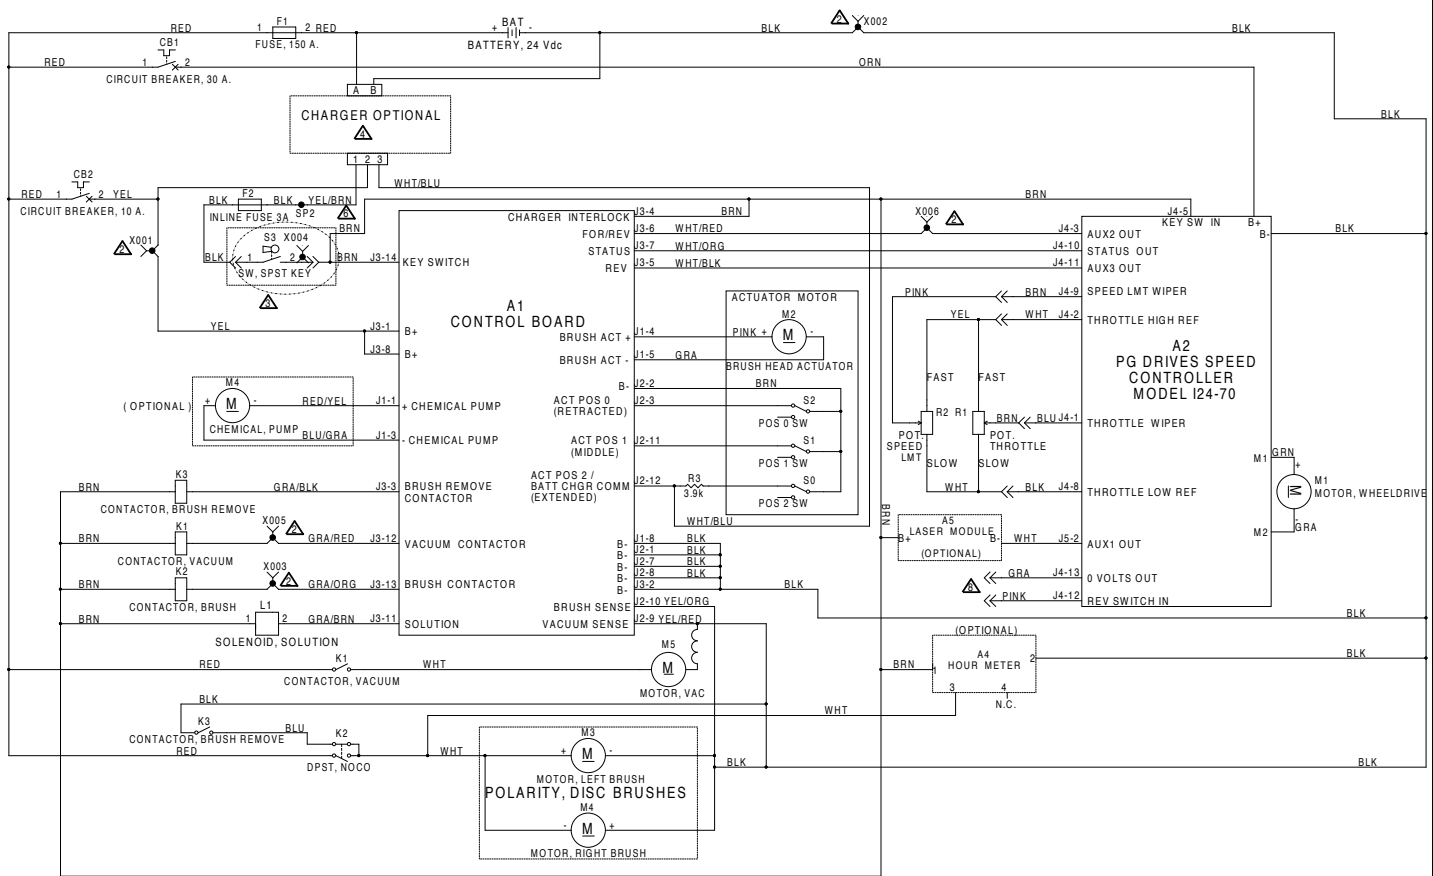 RED 1 F1 2 RED + BAT - BLK 2 X002 BLK
FUSE, 150 A. BATTERY, 24 Vdc
CB1
RED 1 2 ORN
CIRCUIT BREAKER, 30 A.
A B
CHARGER OPTIONAL
4
BLK
1 2 3
CB2
RED 1 2 YEL
CIRCUIT BREAKER, 10 A.
WHT/BLU
F2
BLK BLK YEL/BRN
INLINE FUSE 3A SP2 6
BRN
2 X001
S3 X004
BLK 1 2 BRN
SW, SPST KEY
3
J3-14 KEY SWITCH
CHARGER INTERLOCK J3-4 BRN
FOR/REV J3-6 WHT/RED
STATUS J3-7 WHT/ORG
REV J3-5 WHT/BLK
BRN
X006 2
J4-5
KEY SW IN B+
J4-3 AUX2 OUT B- BLK
J4-10 STATUS OUT
J4-11 AUX3 OUT
PINK BRN J4-9 SPEED LMT WIPER
YEL WHT J4-2 THROTTLE HIGH REF
A1
CONTROL BOARD
YEL J3-1 B+
J3-8 B+
ACTUATOR MOTOR
M2
BRUSH ACT + J1-4 PINK + M -
BRUSH ACT - J1-5 GRA
BRUSH HEAD ACTUATOR
A2
PG DRIVES SPEED
CONTROLLER
MODEL I24-70
FAST FAST
M4
( OPTIONAL ) + M - RED/YEL J1-1 + CHEMICAL PUMP
CHEMICAL, PUMP
BLU/GRA J1-3 - CHEMICAL PUMP
B- J2-2 BRN
ACT POS 0 J2-3 S2
(RETRACTED)
POS 0 SW
ACT POS 1 J2-11 S1
(MIDDLE)
POS 1 SW
ACT POS 2 /
BATT CHGR COMM J2-12 R3 S0
(EXTENDED) 3.9k
POS 2 SW
WHT/BLU
R2 R1 BRN BLU J4-1 THROTTLE WIPER
POT. POT.
SPEED THROTTLE
LMT
SLOW SLOW
WHT BLK J4-8 THROTTLE LOW REF
M1 GRN
+
M M1
MOTOR, WHEELDRIVE
-
M2 GRA
K3
BRN GRA/BLK J3-3 BRUSH REMOVE
CONTACTOR
CONTACTOR, BRUSH REMOVE
K1 X005 2
BRN GRA/RED J3-12 VACUUM CONTACTOR
CONTACTOR, VACUUM
K2 X003 2
BRN GRA/ORG J3-13 BRUSH CONTACTOR
CONTACTOR, BRUSH
L1
BRN 1 2 GRA/BRN J3-11 SOLUTION
SOLENOID, SOLUTION
B- J1-8 BLK
B- J2-1 BLK
B- J2-7 BLK
B- J2-8 BLK
B- J3-2 BLK
BRUSH SENSE J2-10 YEL/ORG
VACUUM SENSE J2-9 YEL/RED
BRN
A5
LASER MODULE
B+ B- WHT J5-2 AUX1 OUT
(OPTIONAL)
8 GRA J4-13 0 VOLTS OUT
PINK J4-12 REV SWITCH IN
BLK
RED K1 WHT
CONTACTOR, VACUUM
M5
M
MOTOR, VAC
(OPTIONAL)
A4
BRN 1 HOUR METER 2 BLK
3 4
N.C.
BLK
WHT
K3 BLU K2
CONTACTOR, BRUSH REMOVE
RED WHT
DPST, NOCO
M3
+ M -
MOTOR, LEFT BRUSH
POLARITY, DISC BRUSHES
M4
- M +
MOTOR, RIGHT BRUSH
BLK BLK